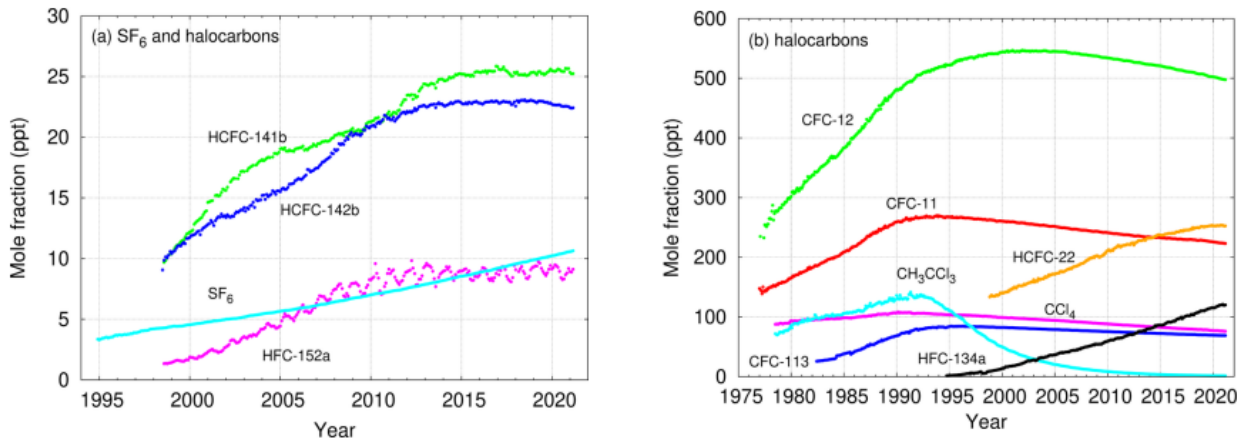 (a) SF6 and halocarbons
Mole fraction (ppt)
30
25
20
15
10
5
0
HCFC-141b
HCFC-142b
SF6
HFC-152a
1995 2000 2005 2010 2015 2020
Year
(b) halocarbons
Mole fraction (ppt)
600
500
400
300
200
100
0
CFC-12
CFC-11
HCFC-22
CH3CCl3
CCl4
CFC-113
HFC-134a
1975 1980 1985 1990 1995 2000 2005 2010 2015 2020
Year